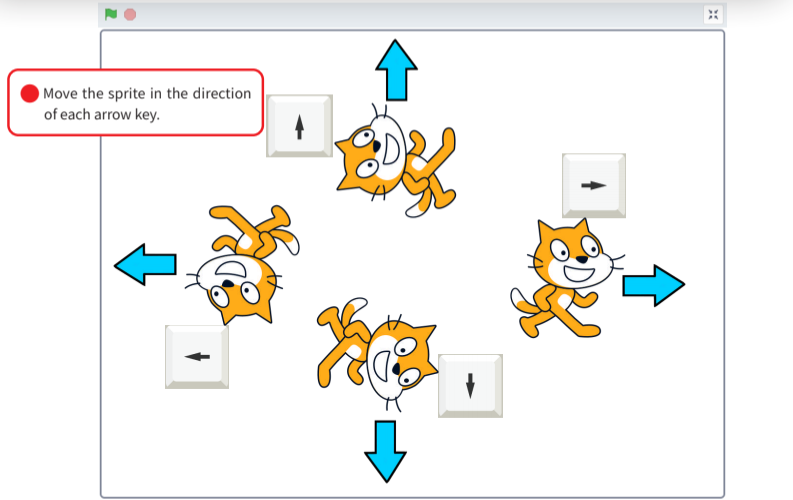 Move the sprite in the direction
of each arrow key.